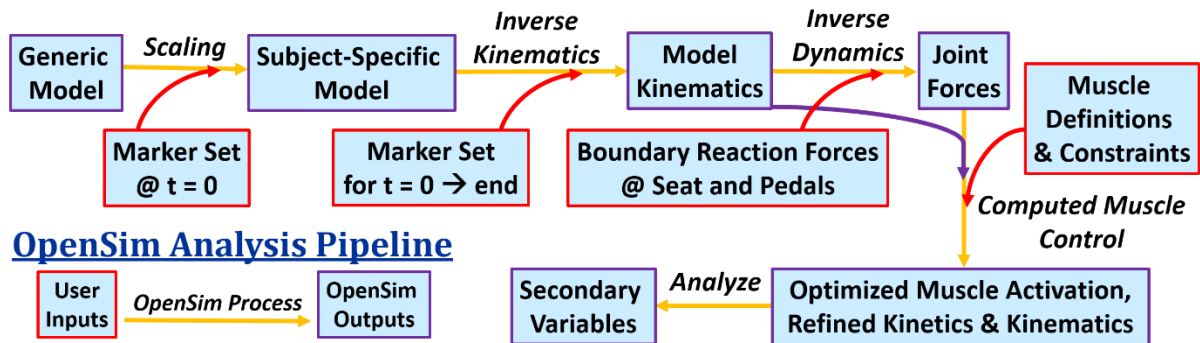 Generic
Model
Scaling
Subject-Specific
Model
Inverse
Kinematics
Model
Kinematics
Inverse
Dynamics
Joint
Forces
Muscle
Definitions
& Constraints
Marker Set
@ t = 0
Marker Set
for t = 0 → end
Boundary Reaction Forces
@ Seat and Pedals
Computed Muscle
Control
OpenSim Analysis Pipeline
User
Inputs
OpenSim Process
OpenSim
Outputs
Secondary
Variables
Analyze
Optimized Muscle Activation,
Refined Kinetics & Kinematics